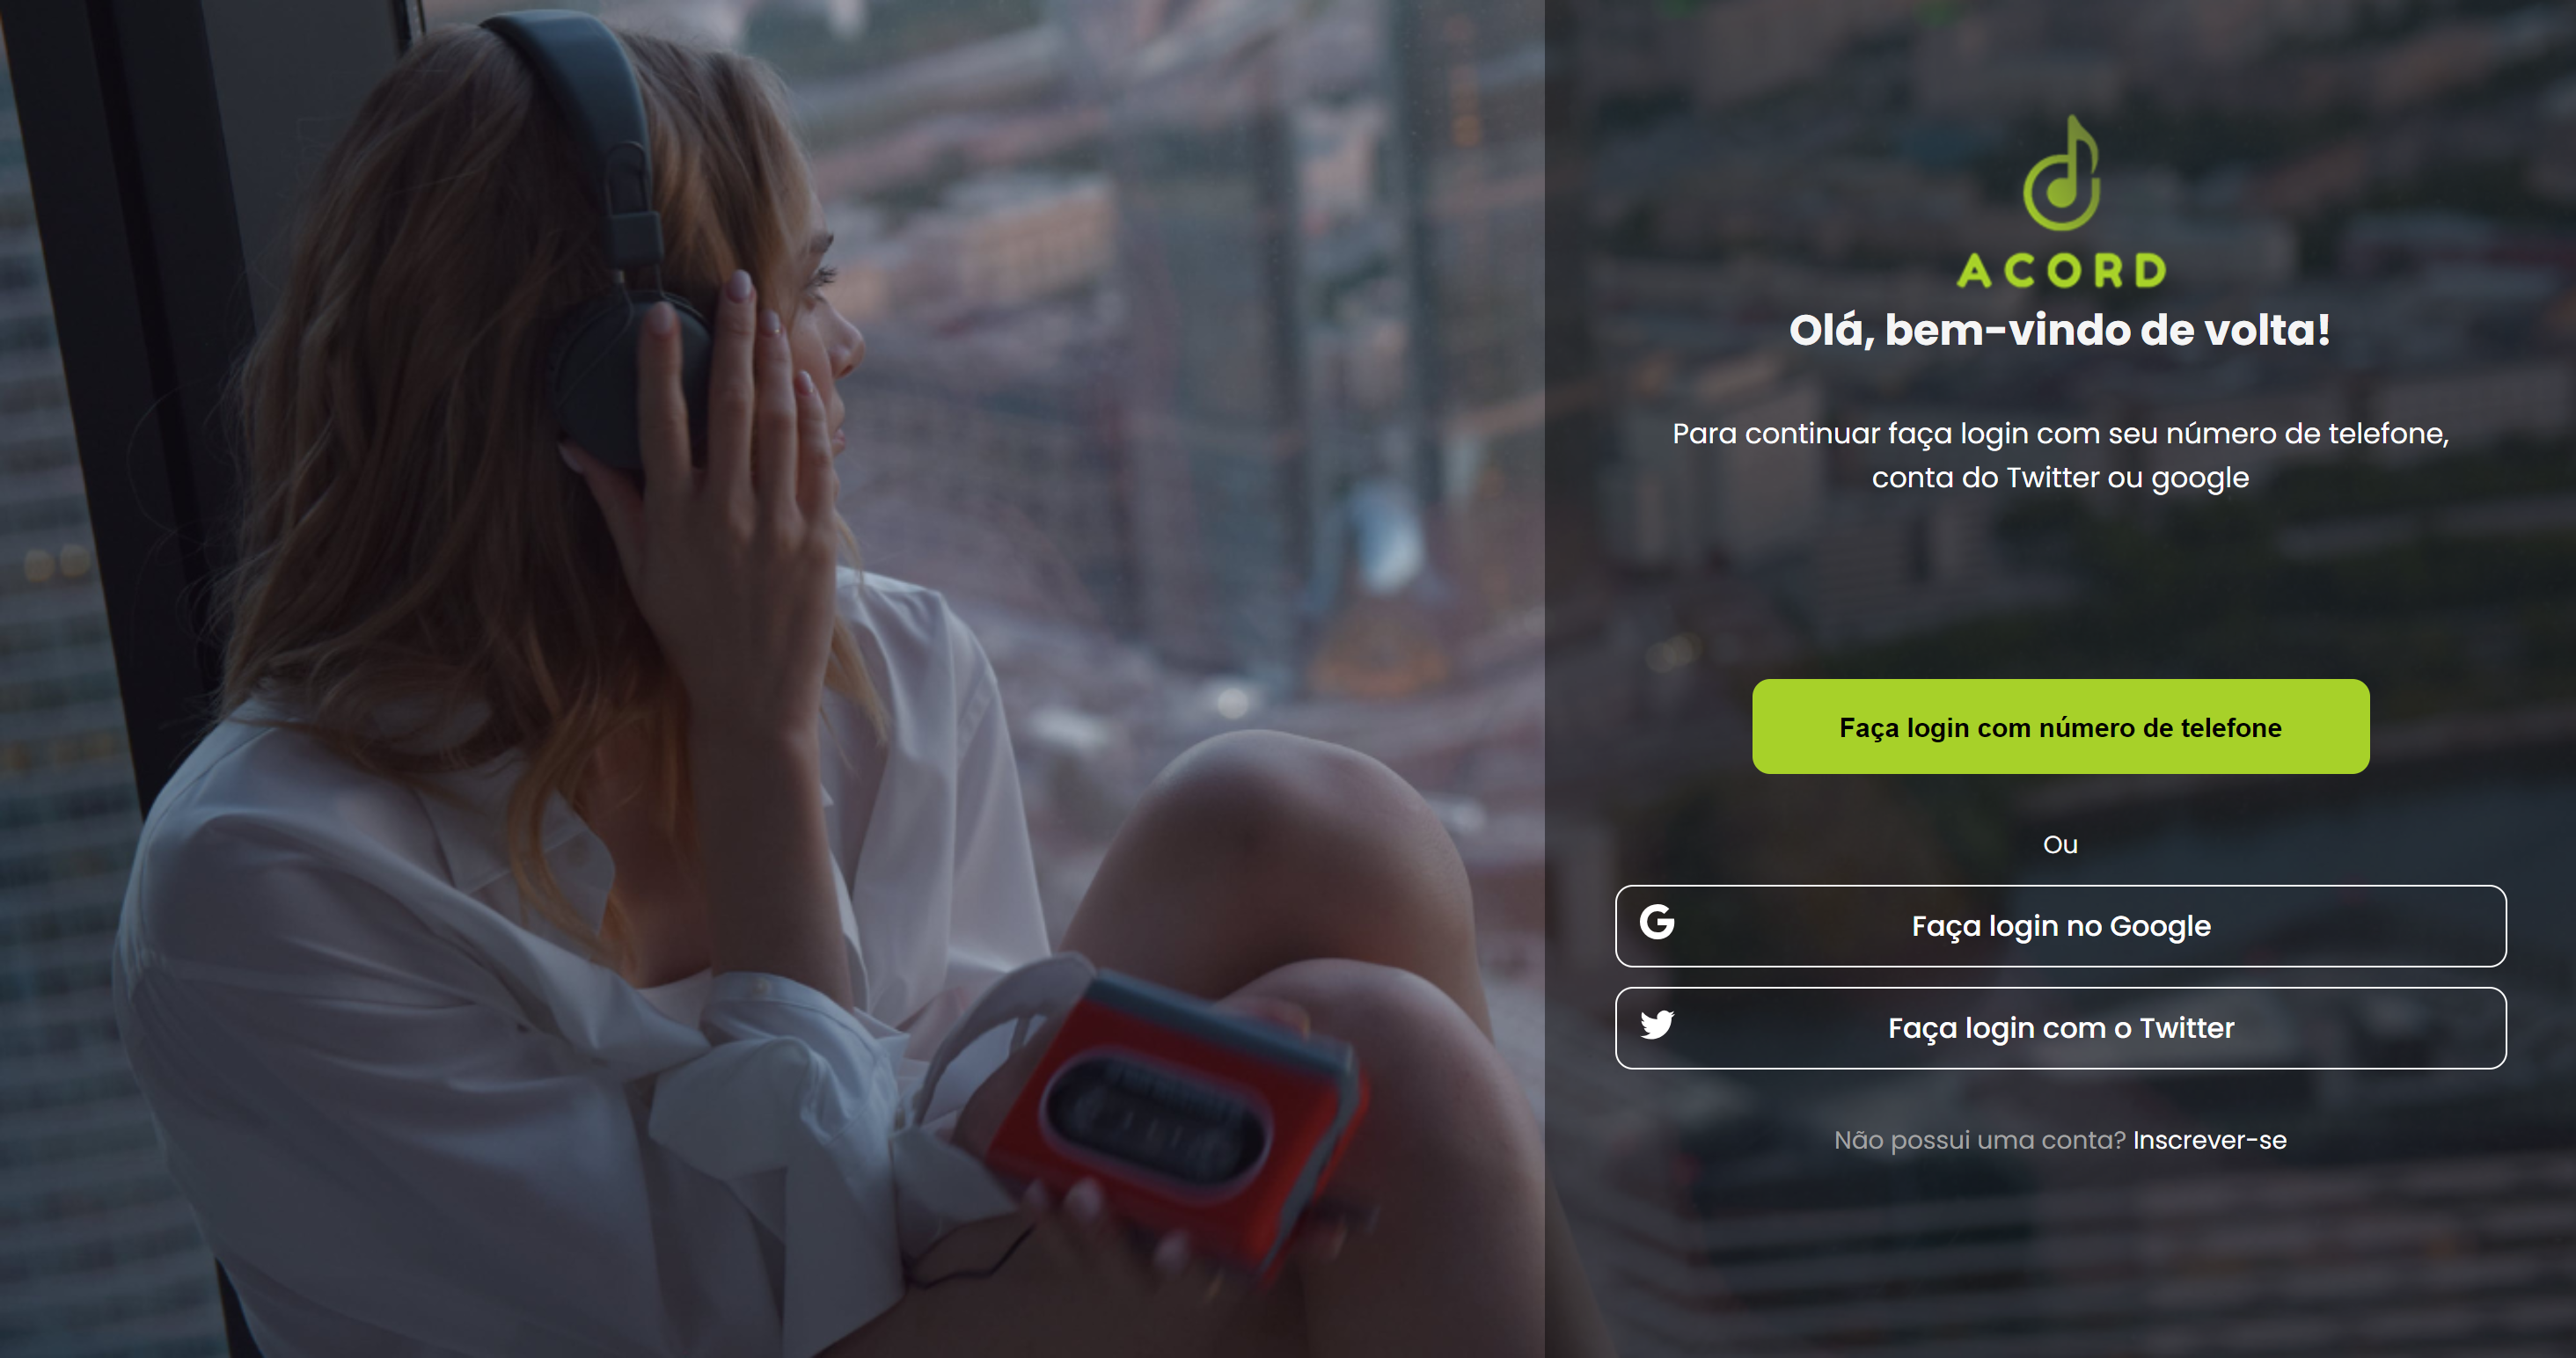 ACORD
Olá, bem-vindo de volta!
Para continuar faça login com seu número de telefone,
conta do Twitter ou google
Faça login com número de telefone
Ou
Faça login no Google
Faça login com o Twitter
Não possui uma conta? Inscrever-se